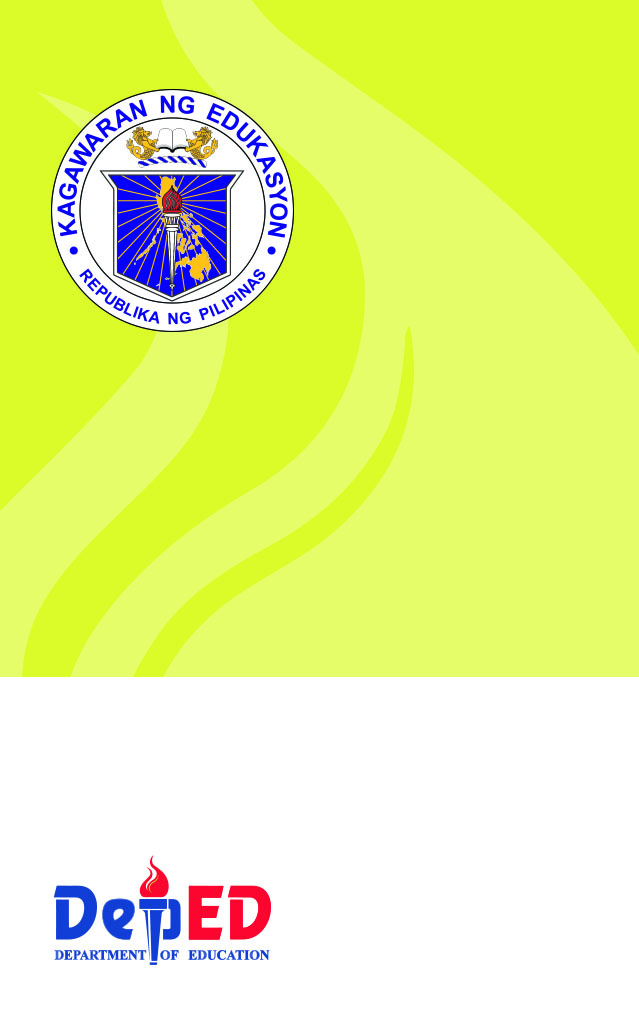 KAGAWARAN NG EDUKASYON
REPUBLIKA NG PILIPINAS
DepED
DEPARTMENT OF EDUCATION